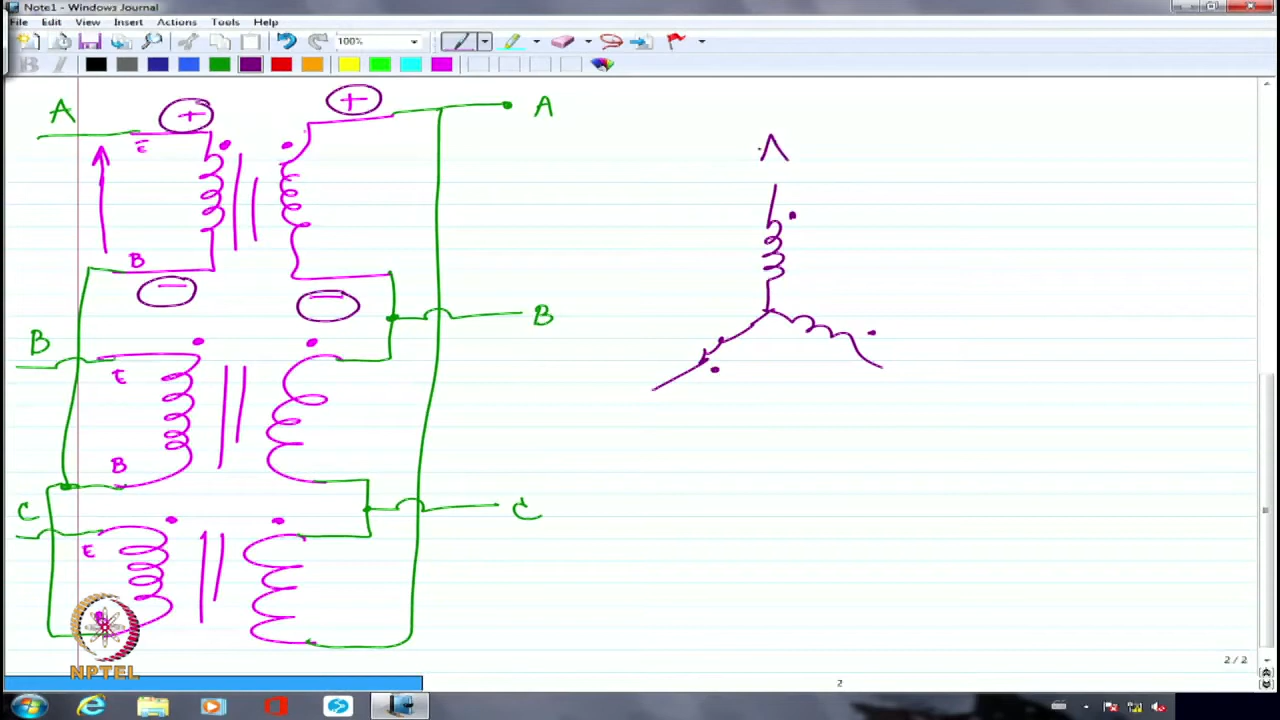 Note1 - Windows Journal
File Edit View Insert Actions Tools Help
100%
B I
A + + A
E
B
- - B
B
E
B
C C
E
B
NPTEL
2 / 2
2